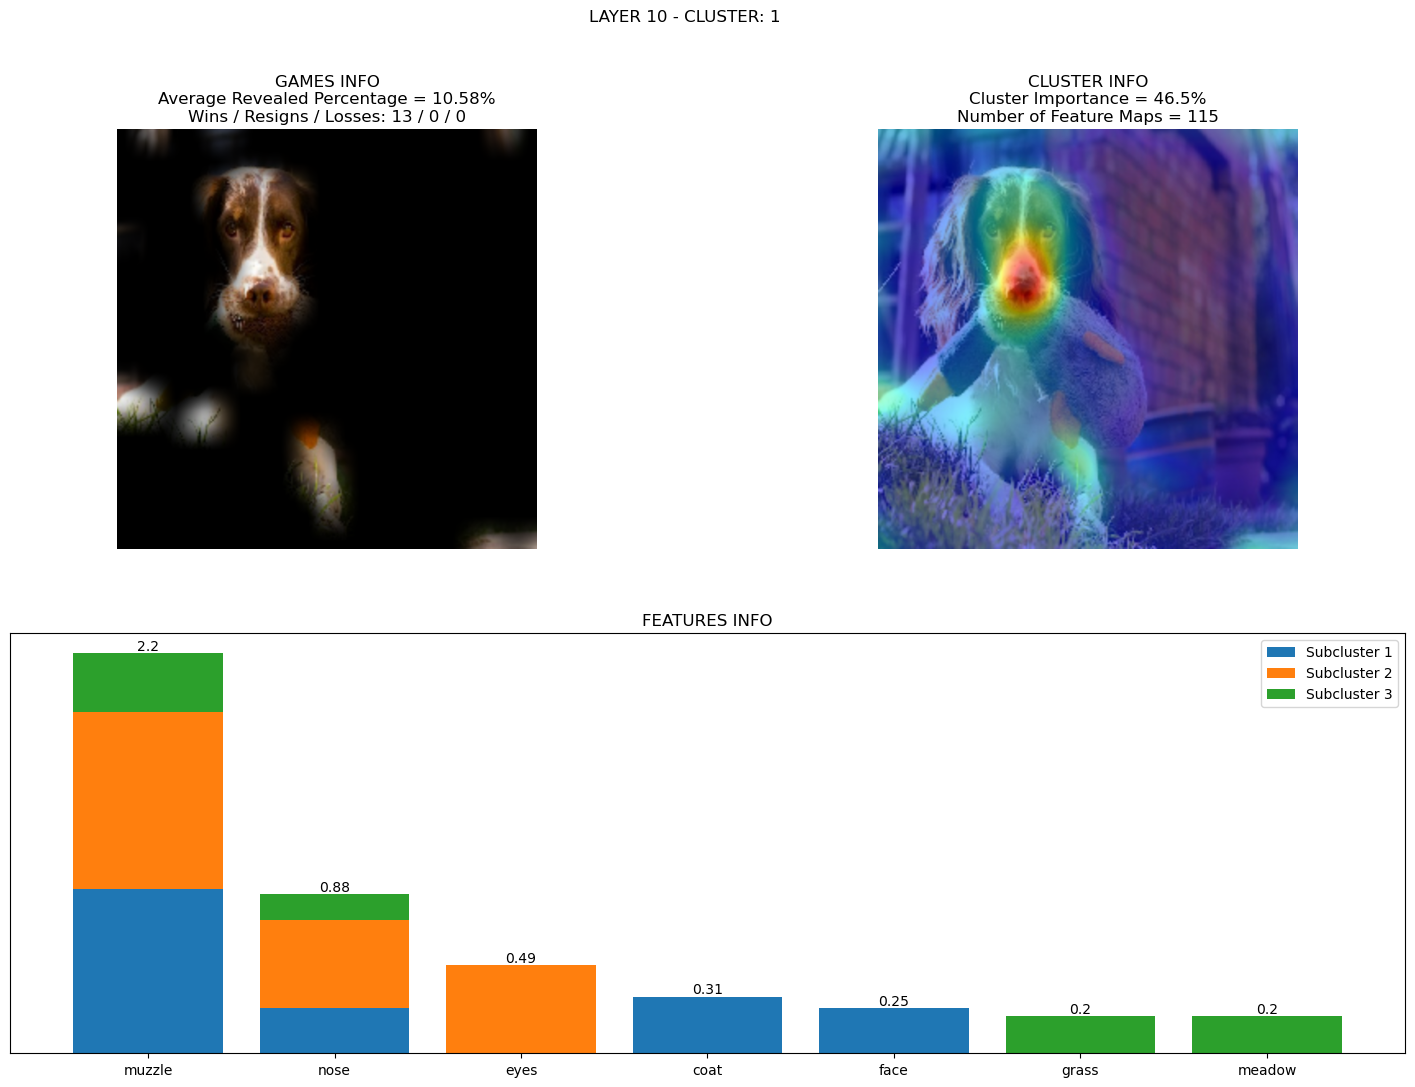 LAYER 10 - CLUSTER: 1
GAMES INFO
Average Revealed Percentage = 10.58%
Wins / Resigns / Losses: 13 / 0 / 0
CLUSTER INFO
Cluster Importance = 46.5%
Number of Feature Maps = 115
FEATURES INFO
Subcluster 1
Subcluster 2
Subcluster 3
2.2
0.88
0.49
0.31
0.25
0.2
0.2
muzzle
nose
eyes
coat
face
grass
meadow